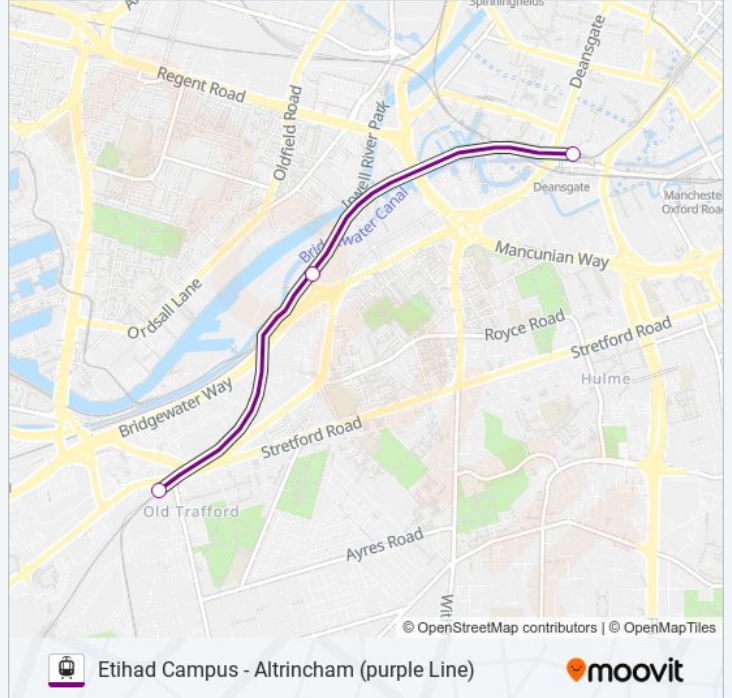 Spinningfields
Deansgate
Regent Road
Oldfield Road
Irwell River Park
Deansgate
Manchester
Oxford Road
Bridgewater Canal
Mancunian Way
Ordsall Lane
Royce Road
Stretford Road
Hulme
Bridgewater Way
Stretford Road
Old Trafford
Ayres Road
Wit
© OpenStreetMap contributors | © OpenMapTiles
Etihad Campus - Altrincham (purple Line)
moovit